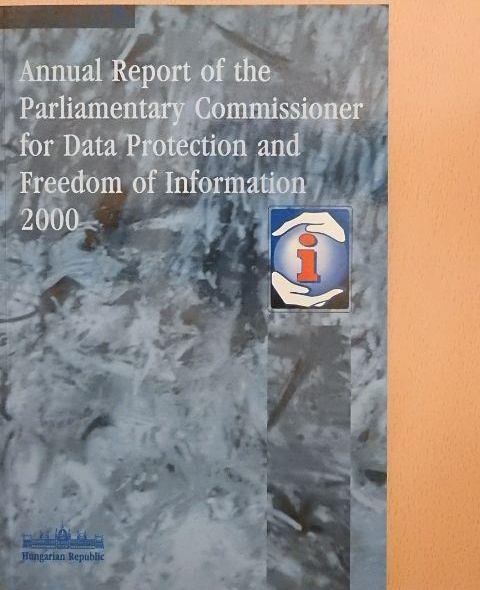 Annual Report of the
Parliamentary Commissioner
for Data Protection and
Freedom of Information
2000
i
Hungarian Republic